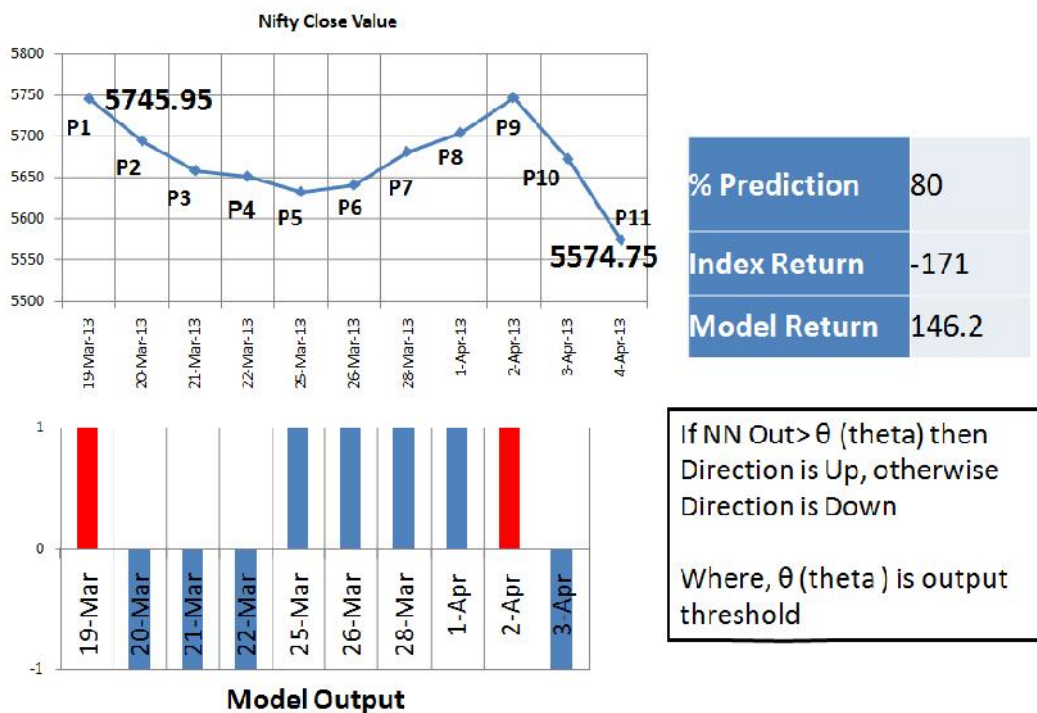 Nifty Close Value
5800
5750
5700
5650
5600
5550
5500
5745.95
P1
P2
P3
P4
P5
P6
P7
P8
P9
P10
P11
5574.75
19-Mar-13
20-Mar-13
21-Mar-13
22-Mar-13
25-Mar-13
26-Mar-13
28-Mar-13
1-Apr-13
2-Apr-13
3-Apr-13
4-Apr-13
% Prediction 80
Index Return -171
Model Return 146.2
1
0
-1
19-Mar
20-Mar
21-Mar
22-Mar
25-Mar
26-Mar
28-Mar
1-Apr
2-Apr
3-Apr
Model Output
If NN Out> θ (theta) then
Direction is Up, otherwise
Direction is Down
Where, θ (theta ) is output
threshold